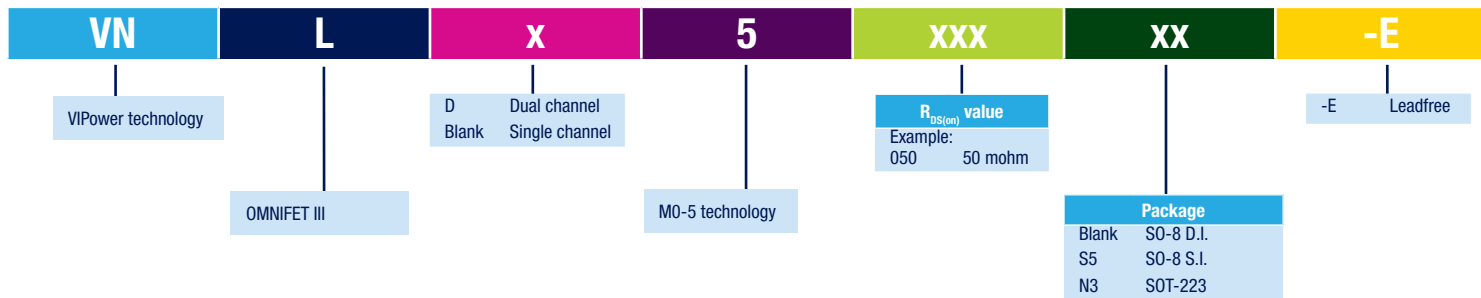 VN L x 5 xxx xx -E
VIPower technology
D Dual channel
Blank Single channel
RDS(on) value
Example:
050 50 mohm
-E Leadfree
OMNIFET III
M0-5 technology
Package
Blank SO-8 D.I.
S5 SO-8 S.I.
N3 SOT-223